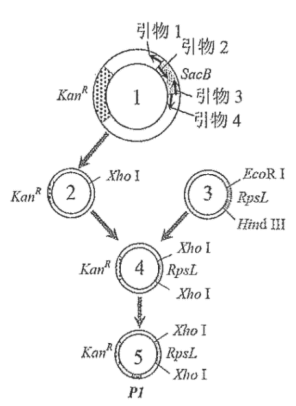 引物 1
引物 2
SacB
Kan^R
1
引物 3
引物 4
Xho I
EcoR I
Kan^R
2
3
RpsL
Hind III
Xho I
Kan^R
4
RpsL
Xho I
Xho I
Kan^R
5
RpsL
Xho I
P1